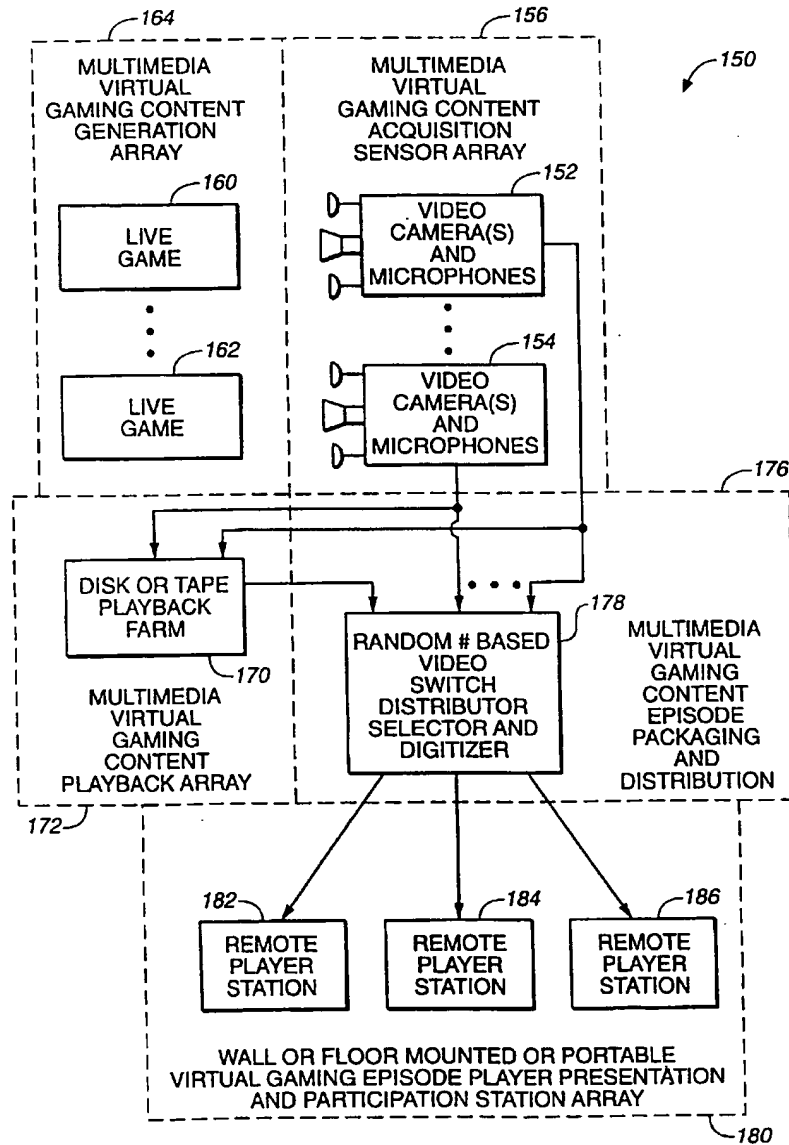 164
156
150
MULTIMEDIA
VIRTUAL
GAMING CONTENT
GENERATION
ARRAY
MULTIMEDIA
VIRTUAL
GAMING CONTENT
ACQUISITION
SENSOR ARRAY
160
LIVE
GAME
152
VIDEO
CAMERA(S)
AND
MICROPHONES
162
LIVE
GAME
154
VIDEO
CAMERA(S)
AND
MICROPHONES
176
DISK OR TAPE
PLAYBACK
FARM
170
MULTIMEDIA
VIRTUAL
GAMING
CONTENT
PLAYBACK ARRAY
172
178
RANDOM # BASED
VIDEO
SWITCH
DISTRIBUTOR
SELECTOR AND
DIGITIZER
MULTIMEDIA
VIRTUAL
GAMING
CONTENT
EPISODE
PACKAGING
AND
DISTRIBUTION
182
REMOTE
PLAYER
STATION
184
REMOTE
PLAYER
STATION
186
REMOTE
PLAYER
STATION
WALL OR FLOOR MOUNTED OR PORTABLE
VIRTUAL GAMING EPISODE PLAYER PRESENTATION
AND PARTICIPATION STATION ARRAY
180